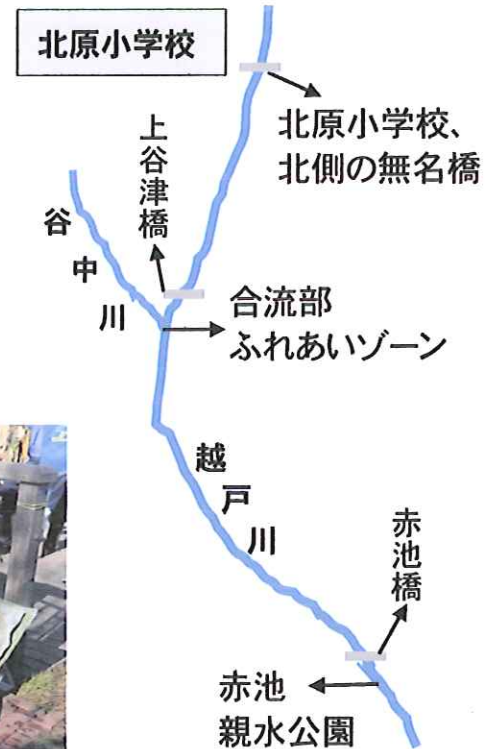 北原小学校
北原小学校、
北側の無名橋
上谷津橋
谷中川
合流部
ふれあいゾーン
越戸川
赤池橋
赤池
親水公園